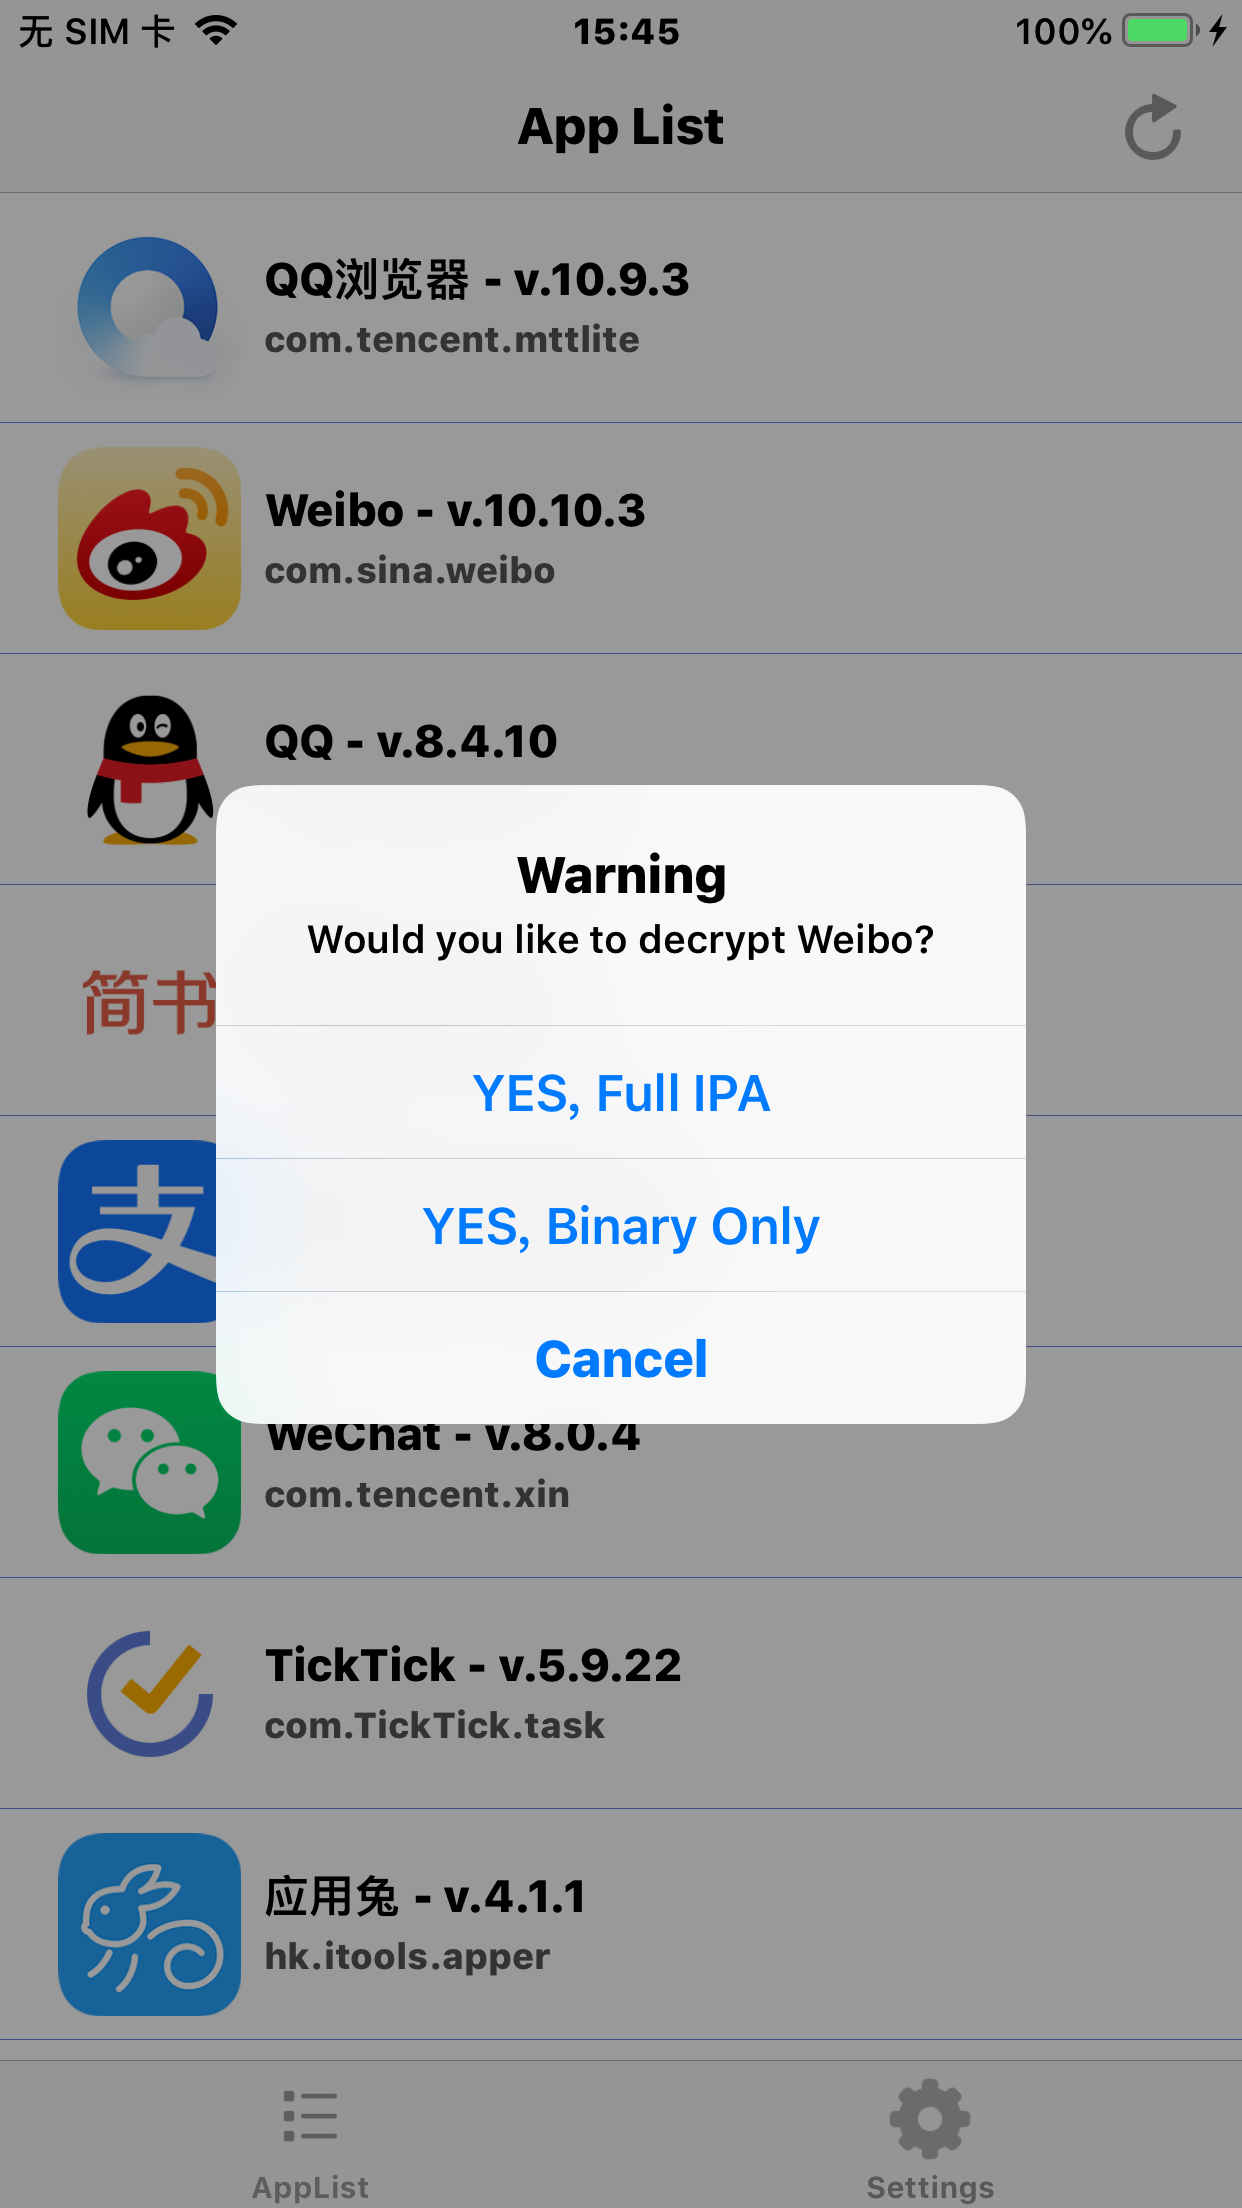 无 SIM 卡
15:45
100%
App List
QQ浏览器 - v.10.9.3
com.tencent.mttlite
Weibo - v.10.10.3
com.sina.weibo
QQ - v.8.4.10
Warning
Would you like to decrypt Weibo?
简书
YES, Full IPA
YES, Binary Only
支
Cancel
WeChat - v.8.0.4
com.tencent.xin
TickTick - v.5.9.22
com.TickTick.task
应用兔 - v.4.1.1
hk.itools.apper
AppList
Settings